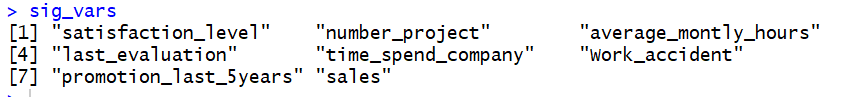 > sig_vars
[1] "satisfaction_level"    "number_project"        "average_montly_hours"
[4] "last_evaluation"       "time_spend_company"    "Work_accident"
[7] "promotion_last_5years" "sales"
>